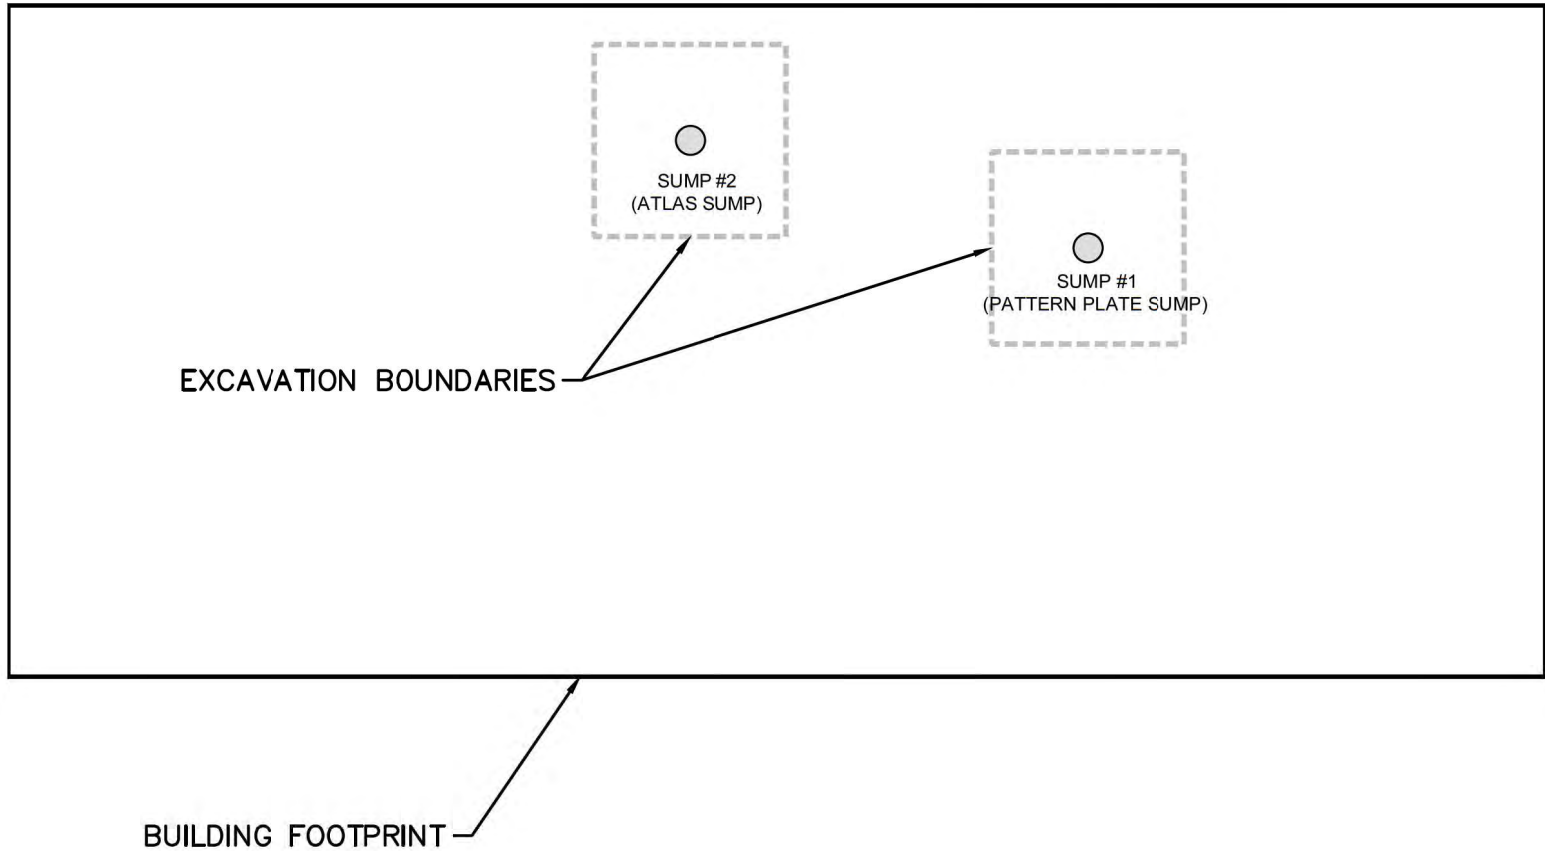 SUMP #2
(ATLAS SUMP)
SUMP #1
(PATTERN PLATE SUMP)
EXCAVATION BOUNDARIES
BUILDING FOOTPRINT